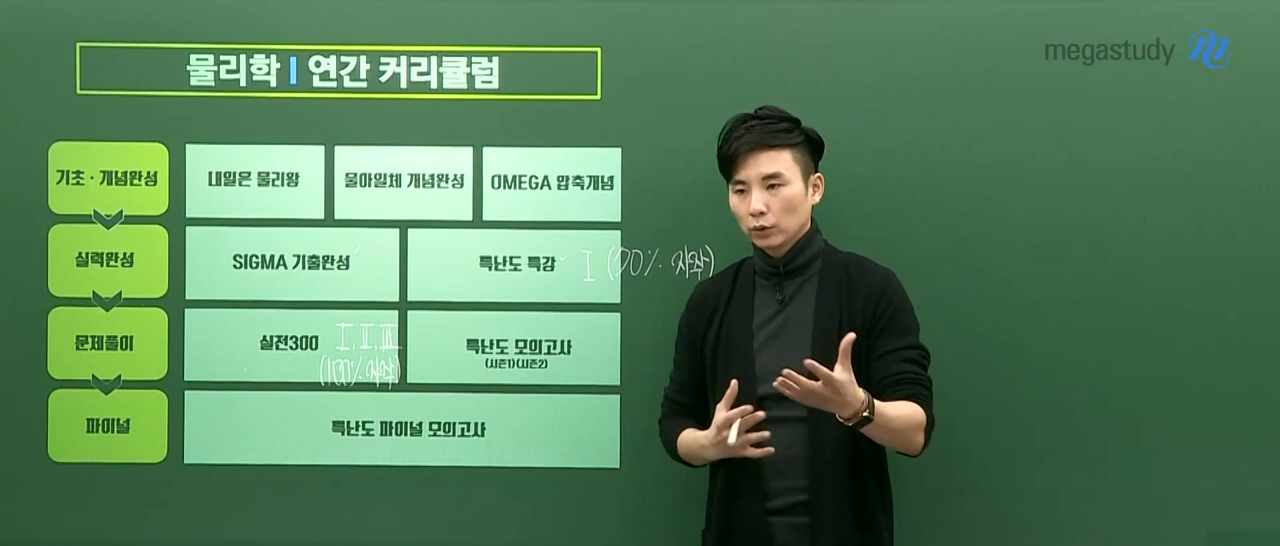 megastudy
물리학 I 연간 커리큘럼
기초 · 개념완성
내일은 물리왕
물아일체 개념완성
OMEGA 압축개념
실력완성
SIGMA 기출완성
특난도 특강
I (70% 자작)
문제풀이
실전300
I, II, III
(100% 자작)
특난도 모의고사
(시즌1)(시즌2)
파이널
특난도 파이널 모의고사